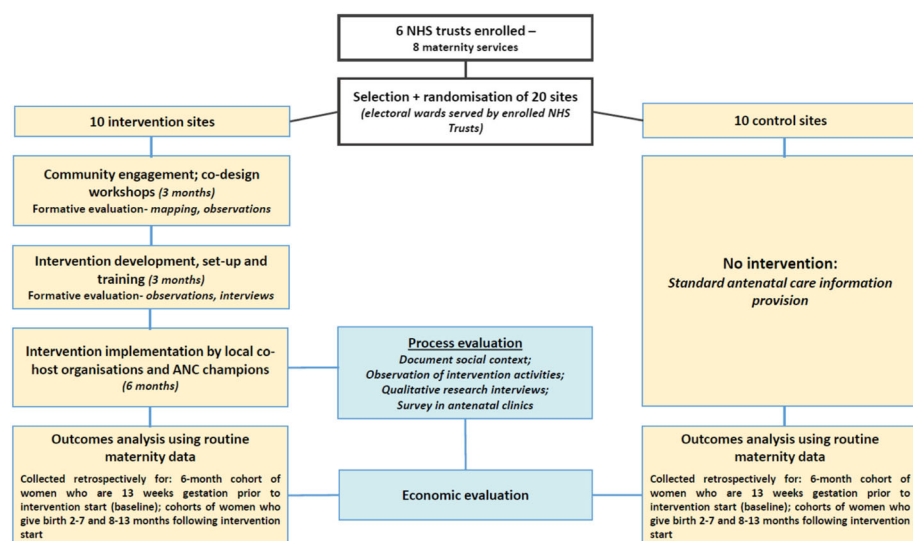 6 NHS trusts enrolled –
8 maternity services
Selection + randomisation of 20 sites
(electoral wards served by enrolled NHS
Trusts)
10 intervention sites
10 control sites
Community engagement; co-design
workshops (3 months)
Formative evaluation- mapping, observations
Intervention development, set-up and
training (3 months)
Formative evaluation- observations, interviews
No intervention:
Standard antenatal care information
provision
Intervention implementation by local co-
host organisations and ANC champions
(6 months)
Process evaluation
Document social context;
Observation of intervention activities;
Qualitative research interviews;
Survey in antenatal clinics
Outcomes analysis using routine
maternity data
Collected retrospectively for: 6-month cohort of
women who are 13 weeks gestation prior to
intervention start (baseline); cohorts of women who
give birth 2-7 and 8-13 months following intervention
start
Economic evaluation
Outcomes analysis using routine
maternity data
Collected retrospectively for: 6-month cohort of
women who are 13 weeks gestation prior to
intervention start (baseline); cohorts of women who
give birth 2-7 and 8-13 months following intervention
start